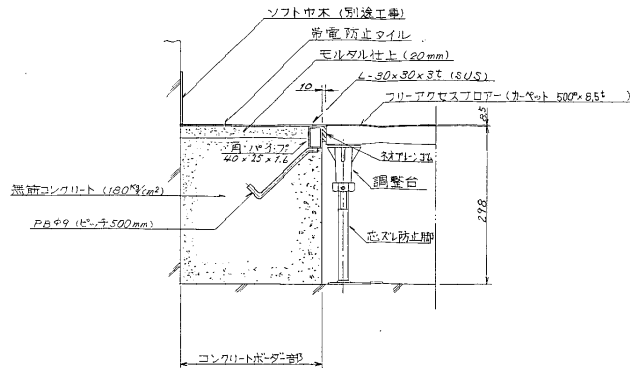 ソフト巾木 (別途工事)
帯電防止タイル
モルタル仕上 (20mm)
L-30×30×3t (SUS)
10
フリーアクセスフロアー (カーペット 500□×8.5t)
8.5
角パイプ
40×25×1.6
ネオプレーンゴム
調整台
無筋コンクリート (180kg/cm²)
PBφ9 (ピッチ500mm)
芯ズレ防止脚
298
コンクリートボーダー部